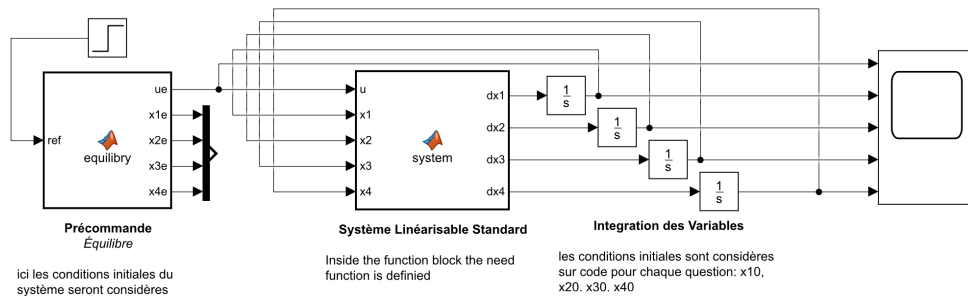 ref
equilibry
ue
x1e
x2e
x3e
x4e
Précommande
Équilibre
ici les conditions initiales du
système seront considères
u
x1
x2
x3
x4
system
dx1
dx2
dx3
dx4
Système Linéarisable Standard
Inside the function block the need
function is definied
1
s
1
s
1
s
1
s
Integration des Variables
les conditions initiales sont considères
sur code pour chaque question: x10,
x20. x30. x40